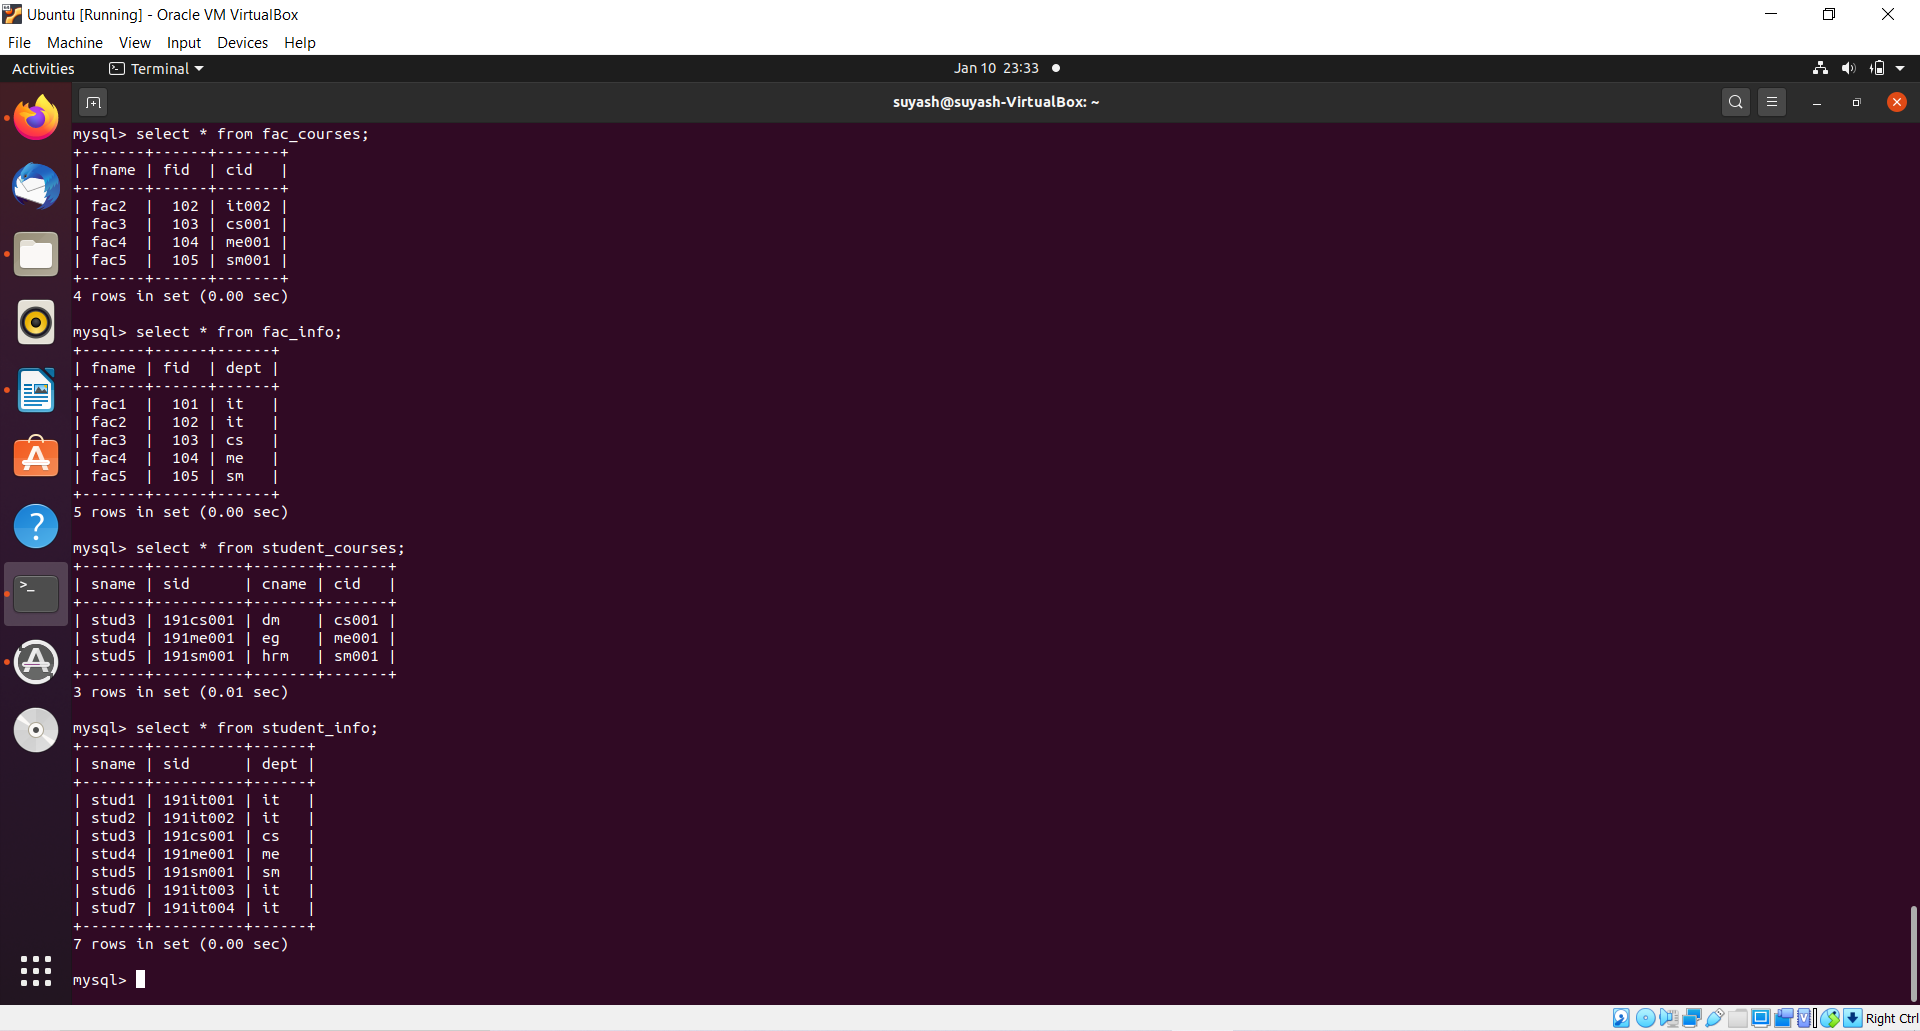 Ubuntu [Running] - Oracle VM VirtualBox
File Machine View Input Devices Help
Activities Terminal Jan 10 23:33
suyash@suyash-VirtualBox: ~
mysql> select * from fac_courses;
+-------+------+-------+
| fname | fid  | cid   |
+-------+------+-------+
| fac2  |  102 | it002 |
| fac3  |  103 | cs001 |
| fac4  |  104 | me001 |
| fac5  |  105 | sm001 |
+-------+------+-------+
4 rows in set (0.00 sec)
mysql> select * from fac_info;
+-------+------+------+
| fname | fid  | dept |
+-------+------+------+
| fac1  |  101 | it   |
| fac2  |  102 | it   |
| fac3  |  103 | cs   |
| fac4  |  104 | me   |
| fac5  |  105 | sm   |
+-------+------+------+
5 rows in set (0.00 sec)
mysql> select * from student_courses;
+-------+----------+-------+-------+
| sname | sid      | cname | cid   |
+-------+----------+-------+-------+
| stud3 | 191cs001 | dm    | cs001 |
| stud4 | 191me001 | eg    | me001 |
| stud5 | 191sm001 | hrm   | sm001 |
+-------+----------+-------+-------+
3 rows in set (0.01 sec)
mysql> select * from student_info;
+-------+----------+------+
| sname | sid      | dept |
+-------+----------+------+
| stud1 | 191it001 | it   |
| stud2 | 191it002 | it   |
| stud3 | 191cs001 | cs   |
| stud4 | 191me001 | me   |
| stud5 | 191sm001 | sm   |
| stud6 | 191it003 | it   |
| stud7 | 191it004 | it   |
+-------+----------+------+
7 rows in set (0.00 sec)
mysql>
Right Ctrl